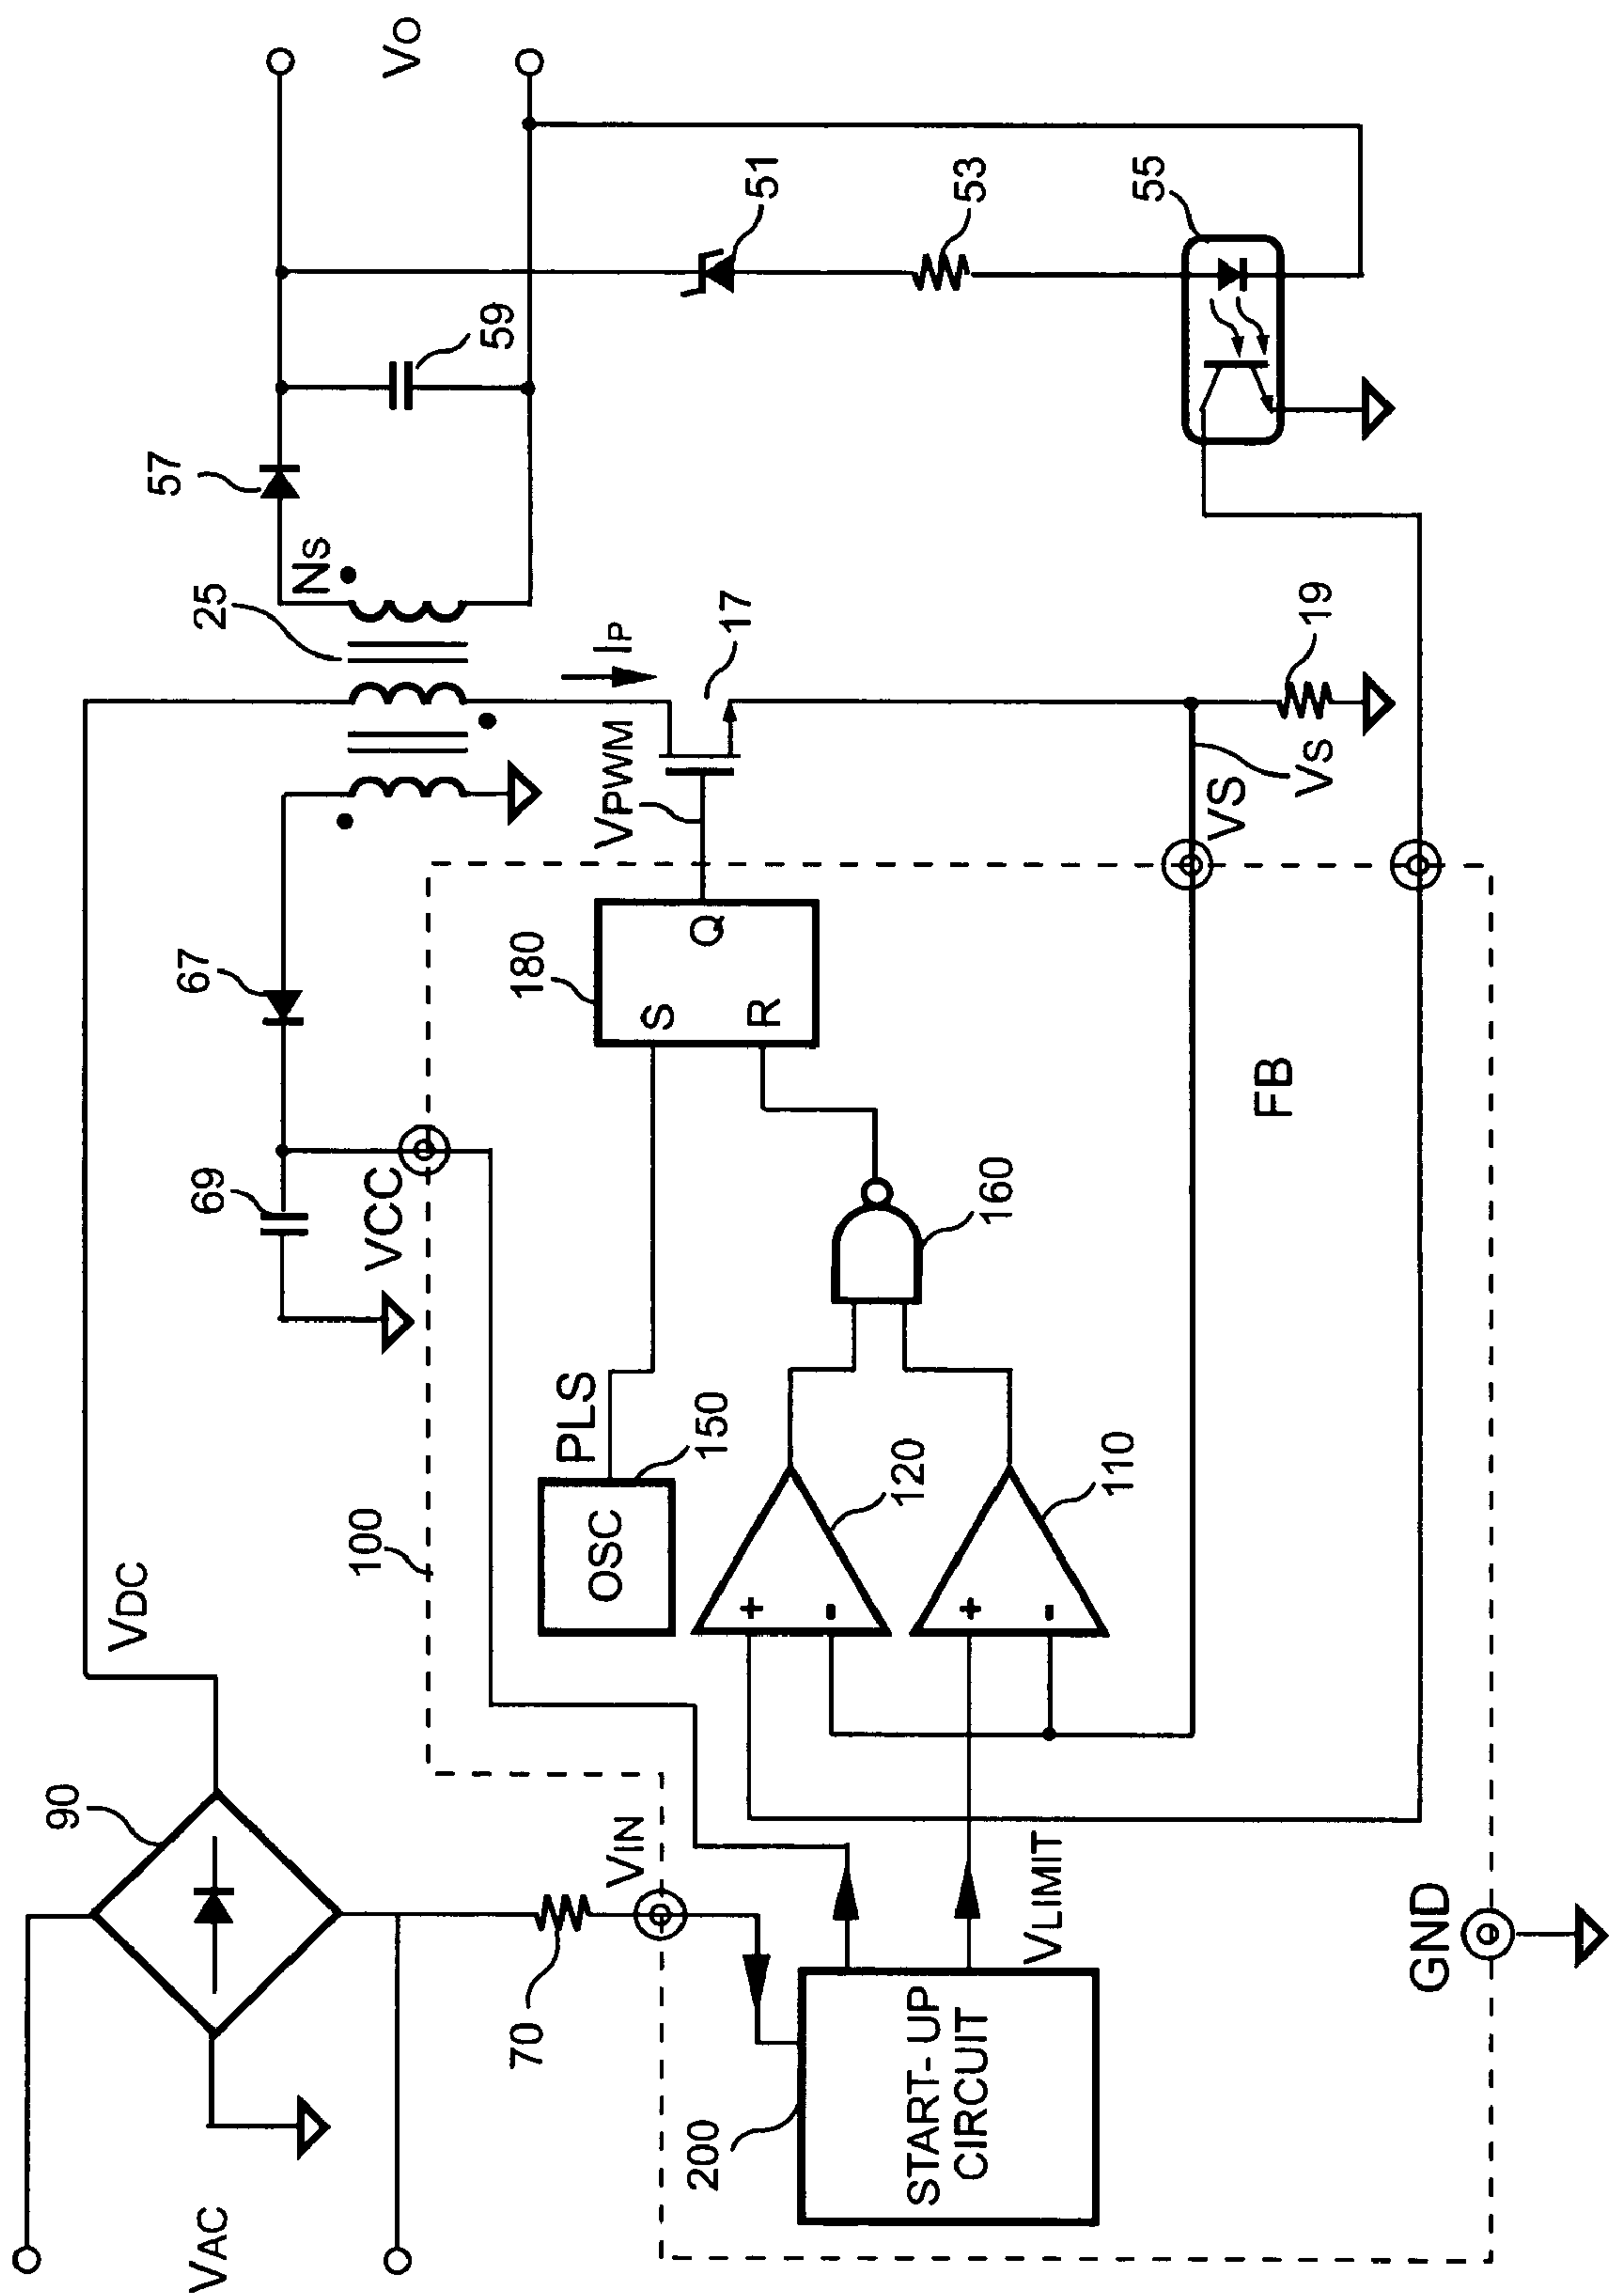 VAC
90
VDC
70
VIN
200
START-UP
CIRCUIT
VLIMIT
GND
100
OSC
150
PLS
+
-
120
+
-
110
160
VCC
69
67
180
S
R
Q
FB
VS
VS
VPWM
17
19
IP
25
NS
57
59
51
53
55
VO